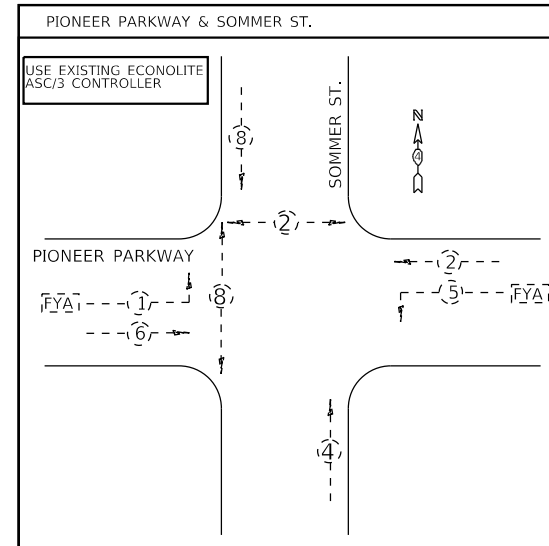 PIONEER PARKWAY & SOMMER ST.
USE EXISTING ECONOLITE
ASC/3 CONTROLLER
SOMMER ST.
N
4
8
2
PIONEER PARKWAY
2
FYA
1
8
5
FYA
6
4